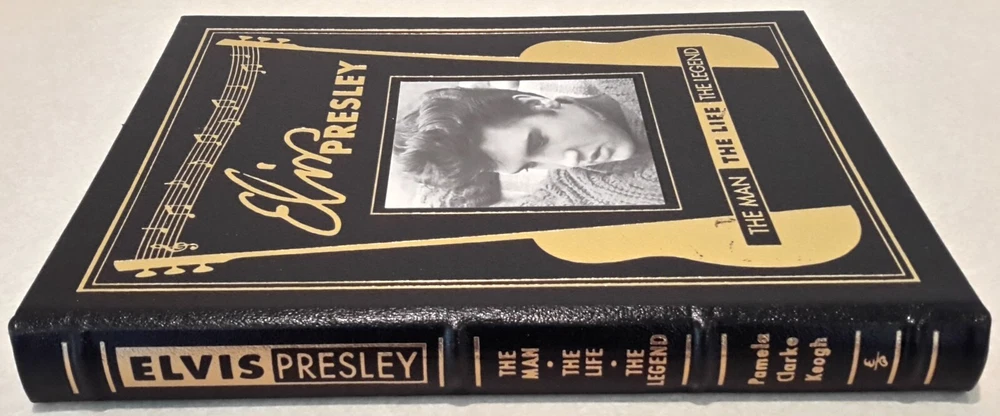 Elvis
PRESLEY
THE MAN THE LIFE THE LEGEND
ELVIS PRESLEY
THE
MAN
•
THE
LIFE
•
THE
LEGEND
Pamela
Clarke
Keogh